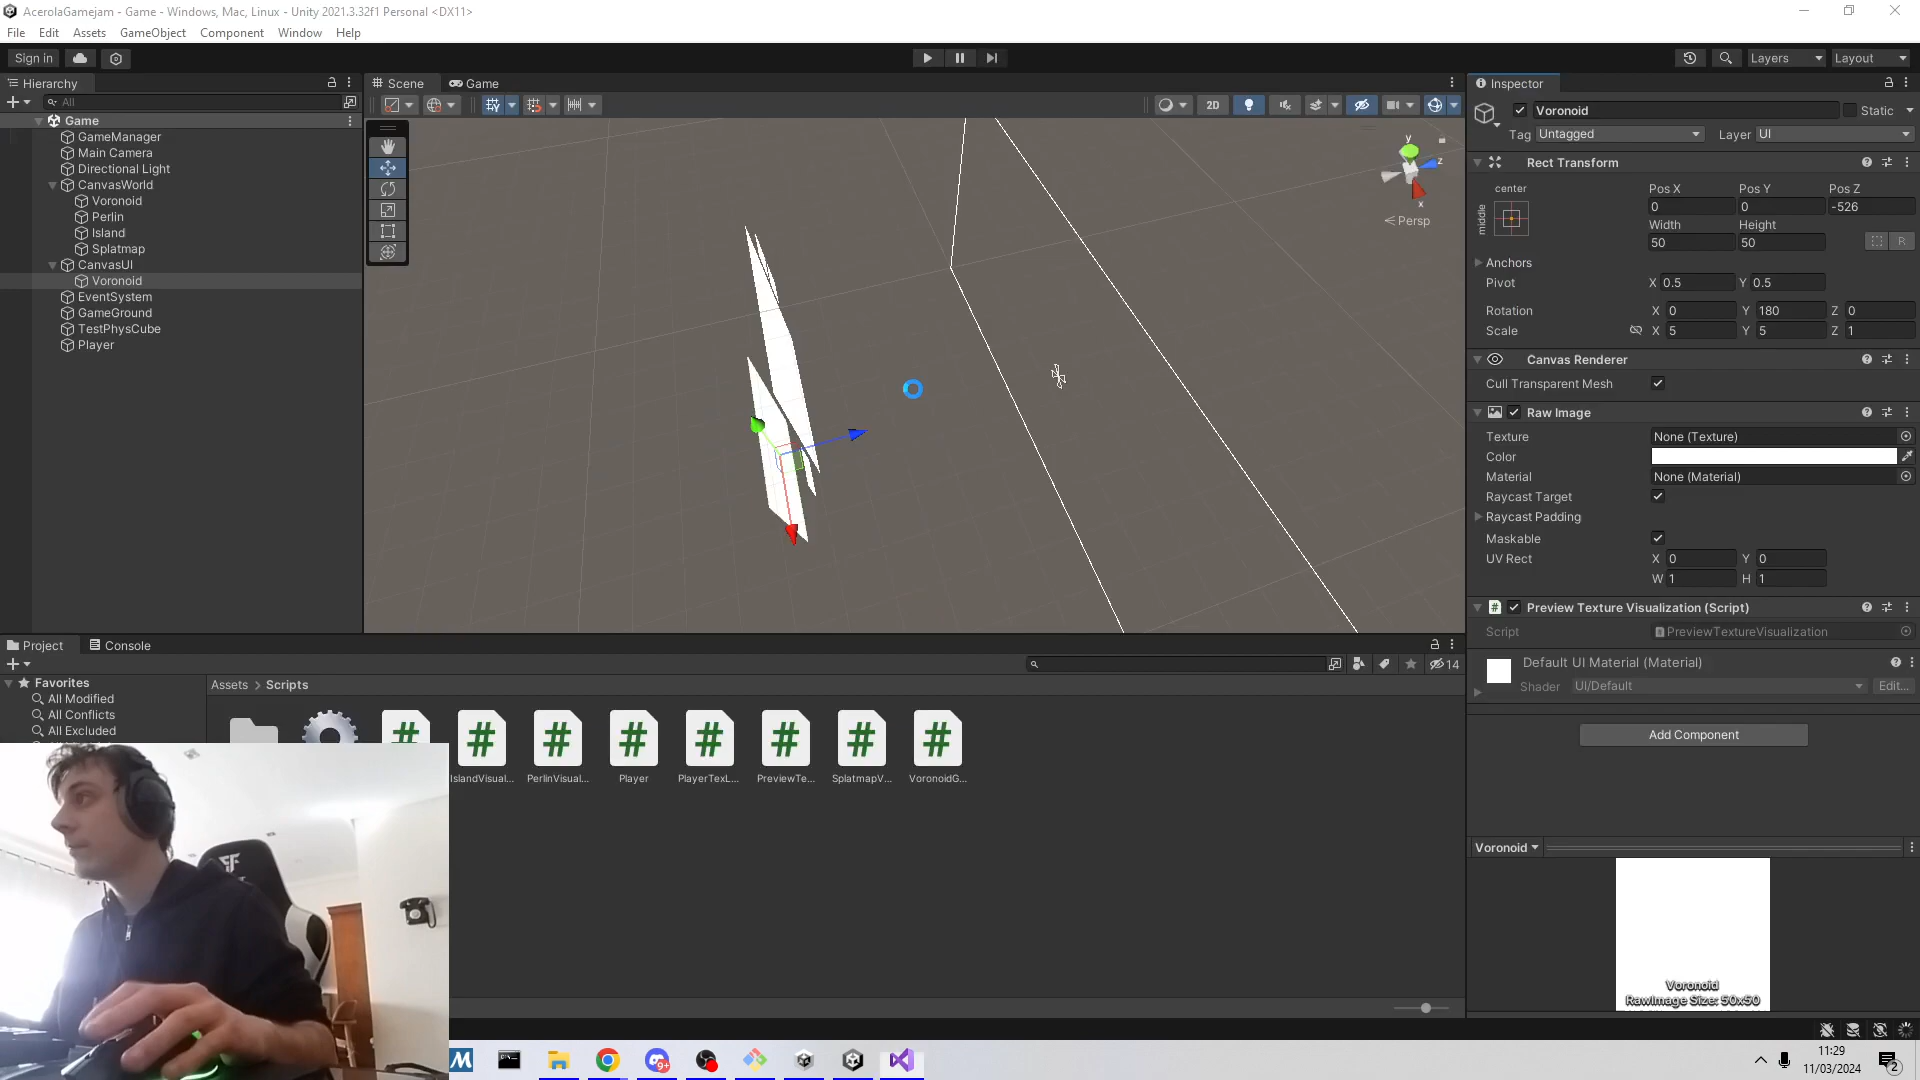 AcerolaGamejam - Game - Windows, Mac, Linux - Unity 2021.3.32f1 Personal <DX11>
File Edit Assets GameObject Component Window Help
Sign in
Layers
Layout
Hierarchy
All
Game
GameManager
Main Camera
Directional Light
CanvasWorld
Voronoid
Perlin
Island
Splatmap
CanvasUI
Voronoid
EventSystem
GameGround
TestPhysCube
Player
Scene Game
2D
y
z
x
Persp
Inspector
Voronoid
Static
Tag Untagged
Layer UI
Rect Transform
center
middle
Pos X Pos Y Pos Z
0 0 -526
Width Height
50 50
R
Anchors
Pivot X 0.5 Y 0.5
Rotation X 0 Y 180 Z 0
Scale X 5 Y 5 Z 1
Canvas Renderer
Cull Transparent Mesh
Raw Image
Texture None (Texture)
Color
Material None (Material)
Raycast Target
Raycast Padding
Maskable
UV Rect X 0 Y 0
W 1 H 1
# Preview Texture Visualization (Script)
Script PreviewTextureVisualization
Default UI Material (Material)
Shader UI/Default Edit...
Add Component
Voronoid
Voronoid
RawImage Size: 50x50
Project Console
14
Favorites
All Modified
All Conflicts
All Excluded
Assets > Scripts
# # # # # # # #
IslandVisual... PerlinVisual... Player PlayerTexL... PreviewTe... SplatmapV... VoronoidG...
M
9+
11:29
11/03/2024
2